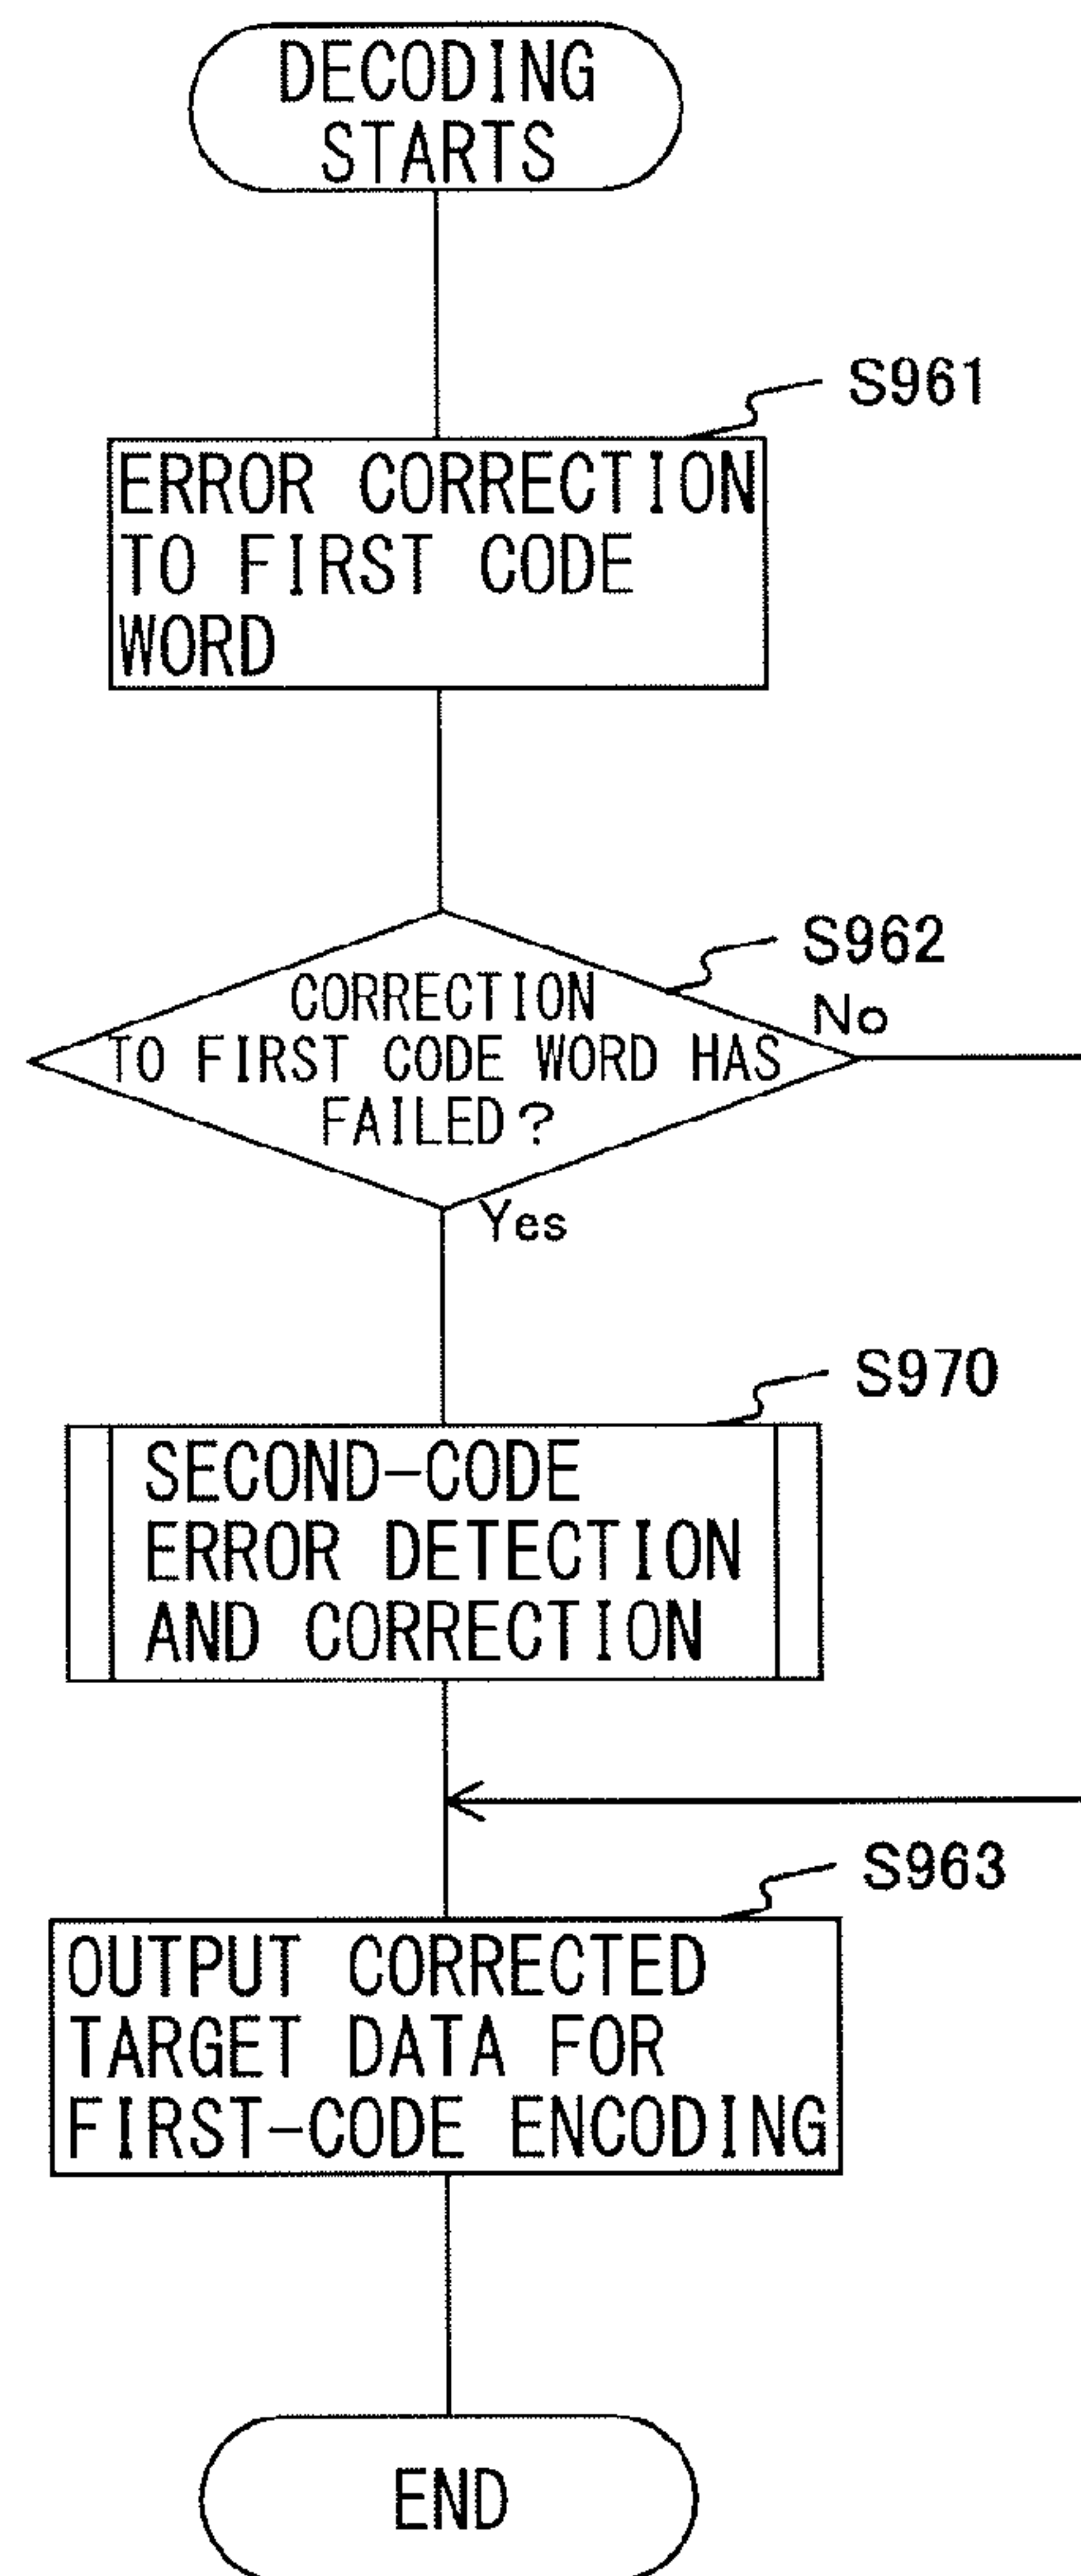 DECODING
STARTS
S961
ERROR CORRECTION
TO FIRST CODE
WORD
S962
CORRECTION
TO FIRST CODE WORD HAS
FAILED?
No
Yes
S970
SECOND-CODE
ERROR DETECTION
AND CORRECTION
S963
OUTPUT CORRECTED
TARGET DATA FOR
FIRST-CODE ENCODING
END